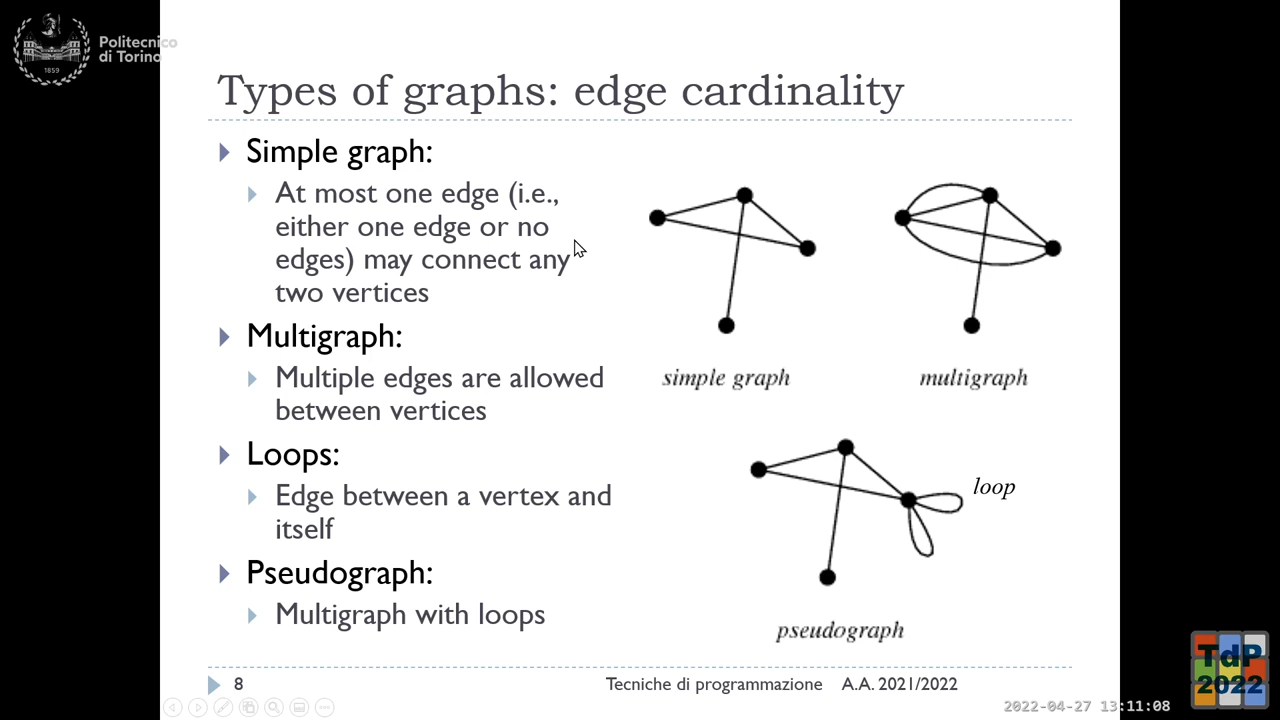 Politecnico
di Torino
1859
Types of graphs: edge cardinality
Simple graph:
At most one edge (i.e.,
either one edge or no
edges) may connect any
two vertices
Multigraph:
Multiple edges are allowed
between vertices
Loops:
Edge between a vertex and
itself
Pseudograph:
Multigraph with loops
simple graph
multigraph
loop
pseudograph
8
Tecniche di programmazione A.A. 2021/2022
2022-04-27 13:11:08
TdP
2022